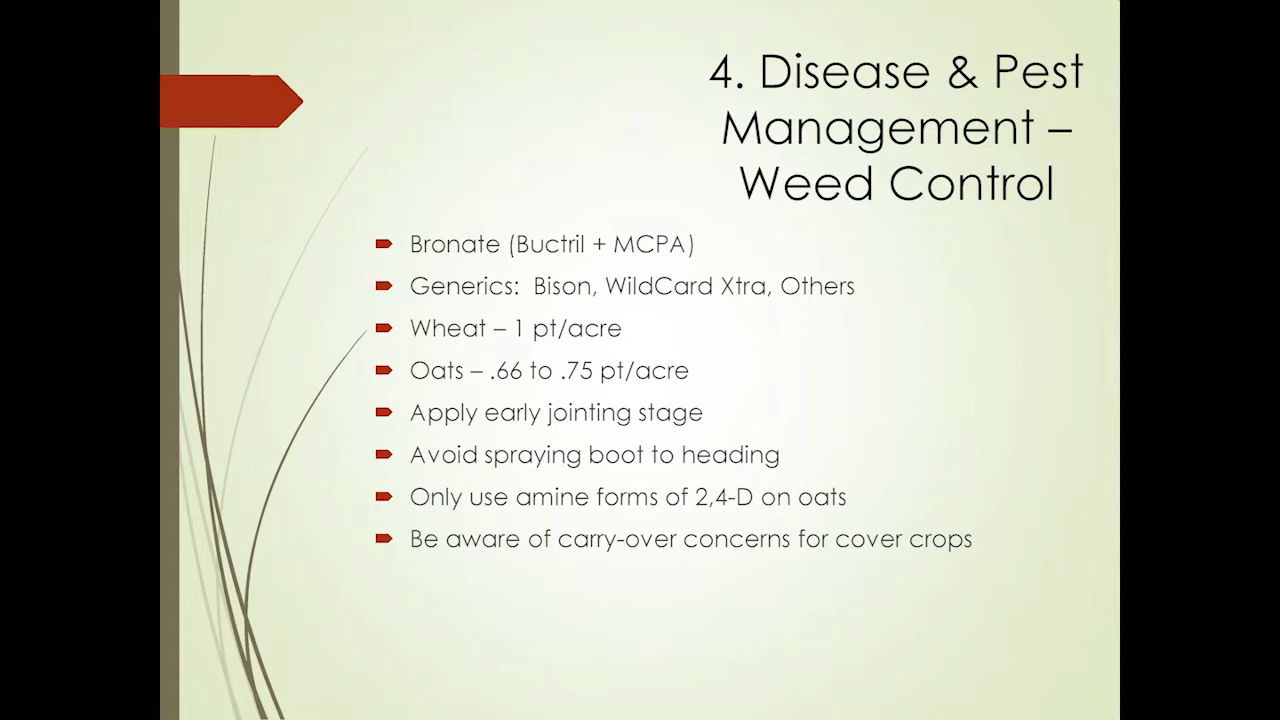 4. Disease & Pest
Management –
Weed Control
Bronate (Buctril + MCPA)
Generics:  Bison, WildCard Xtra, Others
Wheat – 1 pt/acre
Oats – .66 to .75 pt/acre
Apply early jointing stage
Avoid spraying boot to heading
Only use amine forms of 2,4-D on oats
Be aware of carry-over concerns for cover crops